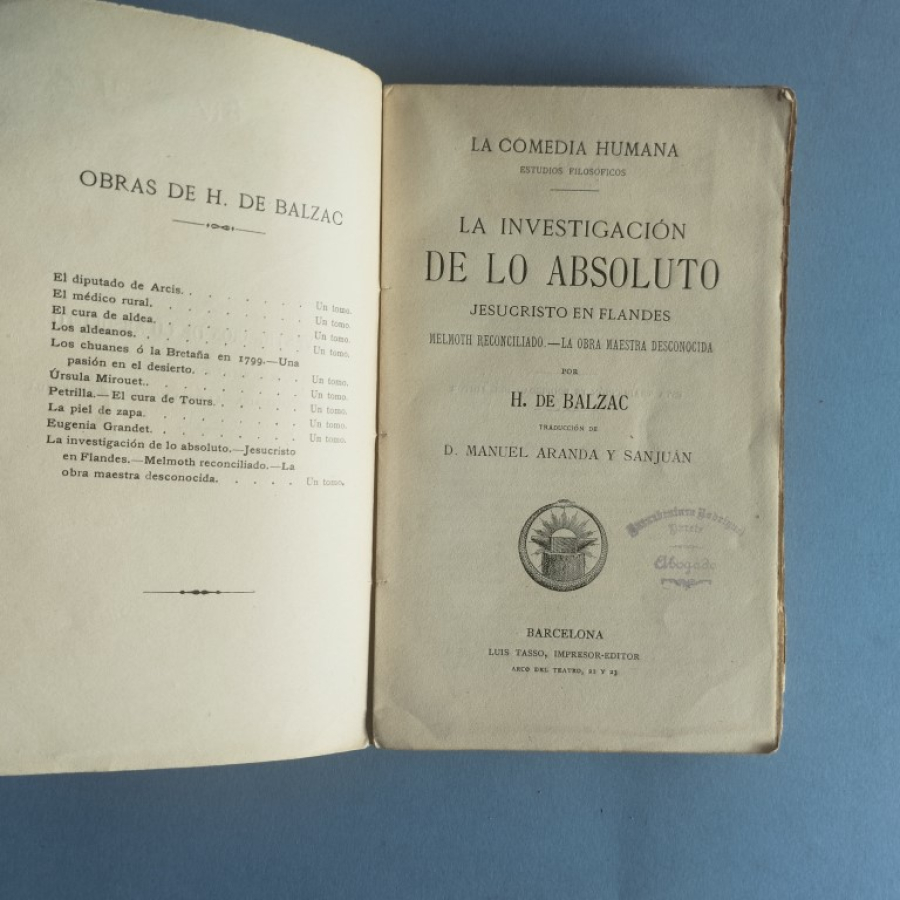 OBRAS DE H. DE BALZAC
El diputado de Arcis. . . . . . . . Un tomo.
El médico rural. . . . . . . . . Un tomo.
El cura de aldea. . . . . . . . . Un tomo.
Los aldeanos. . . . . . . . . . Un tomo.
Los chuanes ó la Bretaña en 1799.—Una
pasión en el desierto. . . . . . . Un tomo.
Úrsula Mirouet.. . . . . . . . . Un tomo.
Petrilla.—El cura de Tours. . . . . . Un tomo.
La piel de zapa. . . . . . . . . Un tomo.
Eugenia Grandet. . . . . . . . . Un tomo.
La investigación de lo absoluto.—Jesucristo
en Flandes.—Melmoth reconciliado.—La
obra maestra desconocida. . . . . Un tomo.
LA COMEDIA HUMANA
ESTUDIOS FILOSÓFICOS
LA INVESTIGACIÓN
DE LO ABSOLUTO
JESUCRISTO EN FLANDES
MELMOTH RECONCILIADO.—LA OBRA MAESTRA DESCONOCIDA
POR
H. DE BALZAC
TRADUCCIÓN DE
D. MANUEL ARANDA Y SANJUÁN
Rodriguez
Abogado
BARCELONA
LUIS TASSO, IMPRESOR-EDITOR
ARCO DEL TEATRO, 21 Y 23